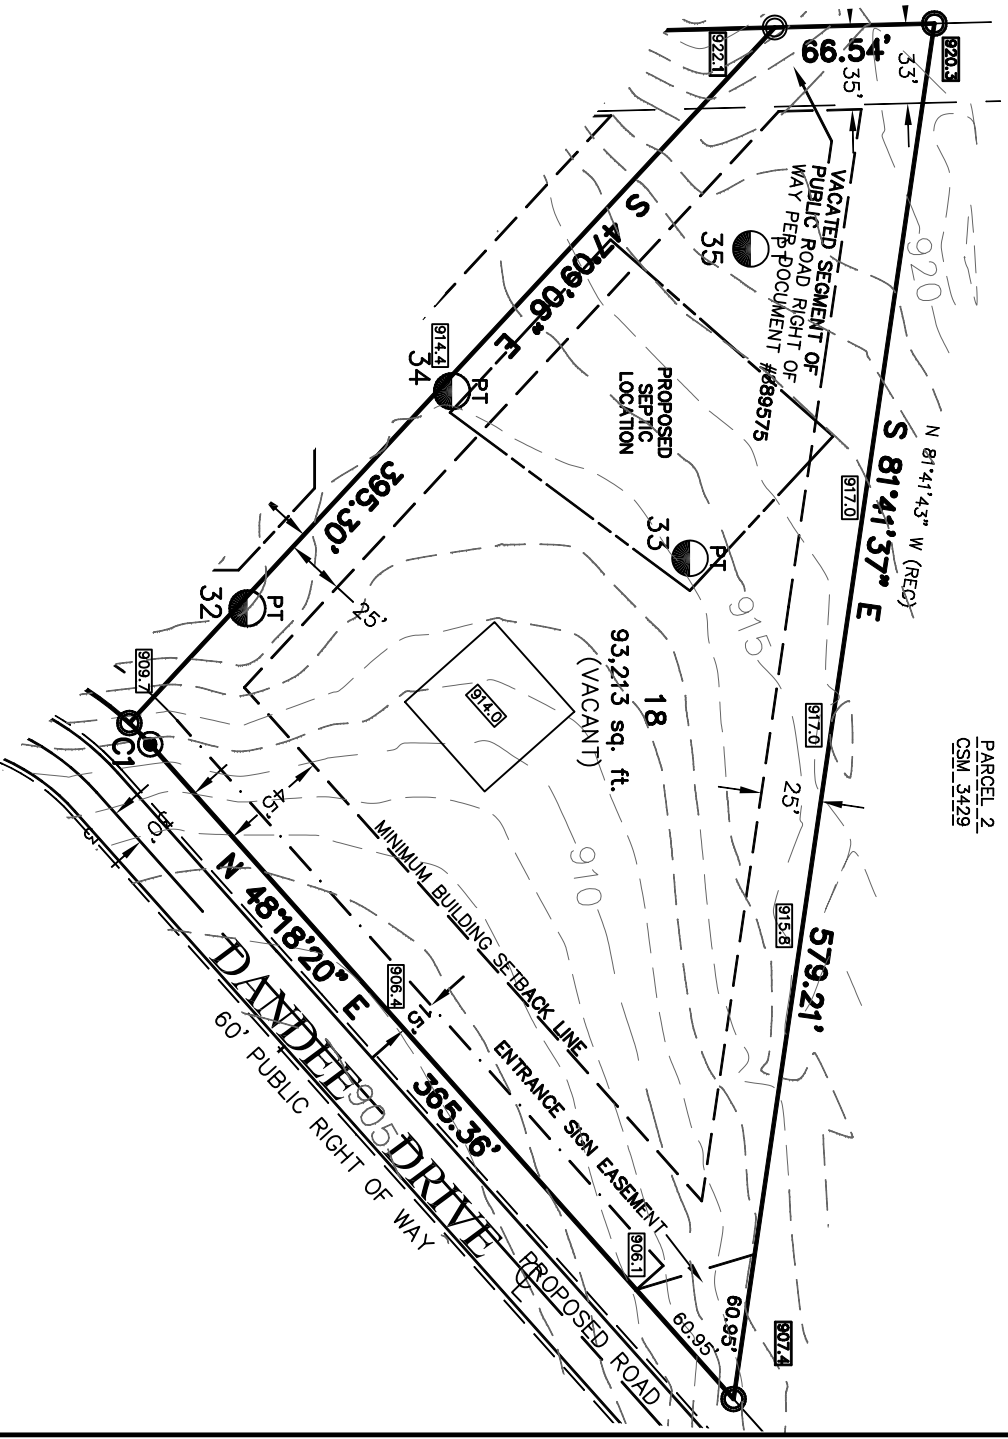 66.54'
33'
35'
920.3
922.1
VACATED SEGMENT OF
PUBLIC ROAD RIGHT OF
WAY PER DOCUMENT #889575
PT
35
920
S 47°09'06" E
914.4
PT
34
395.30'
PROPOSED
SEPTIC
LOCATION
N 81°41'43" W (REC)
S 81°41'37" E
917.0
PT
33
915
PT
32
25'
909.7
C1
18
93,213 sq. ft.
(VACANT)
914.0
917.0
25'
PARCEL 2
CSM 3429
915.8
579.21'
910
45'
MINIMUM BUILDING SETBACK LINE
N 48°18'20" E
906.4
15'
365.36'
ENTRANCE SIGN EASEMENT
DANDEE DRIVE
905
60' PUBLIC RIGHT OF WAY
PROPOSED ROAD
906.1
60.95'
60.95'
907.4